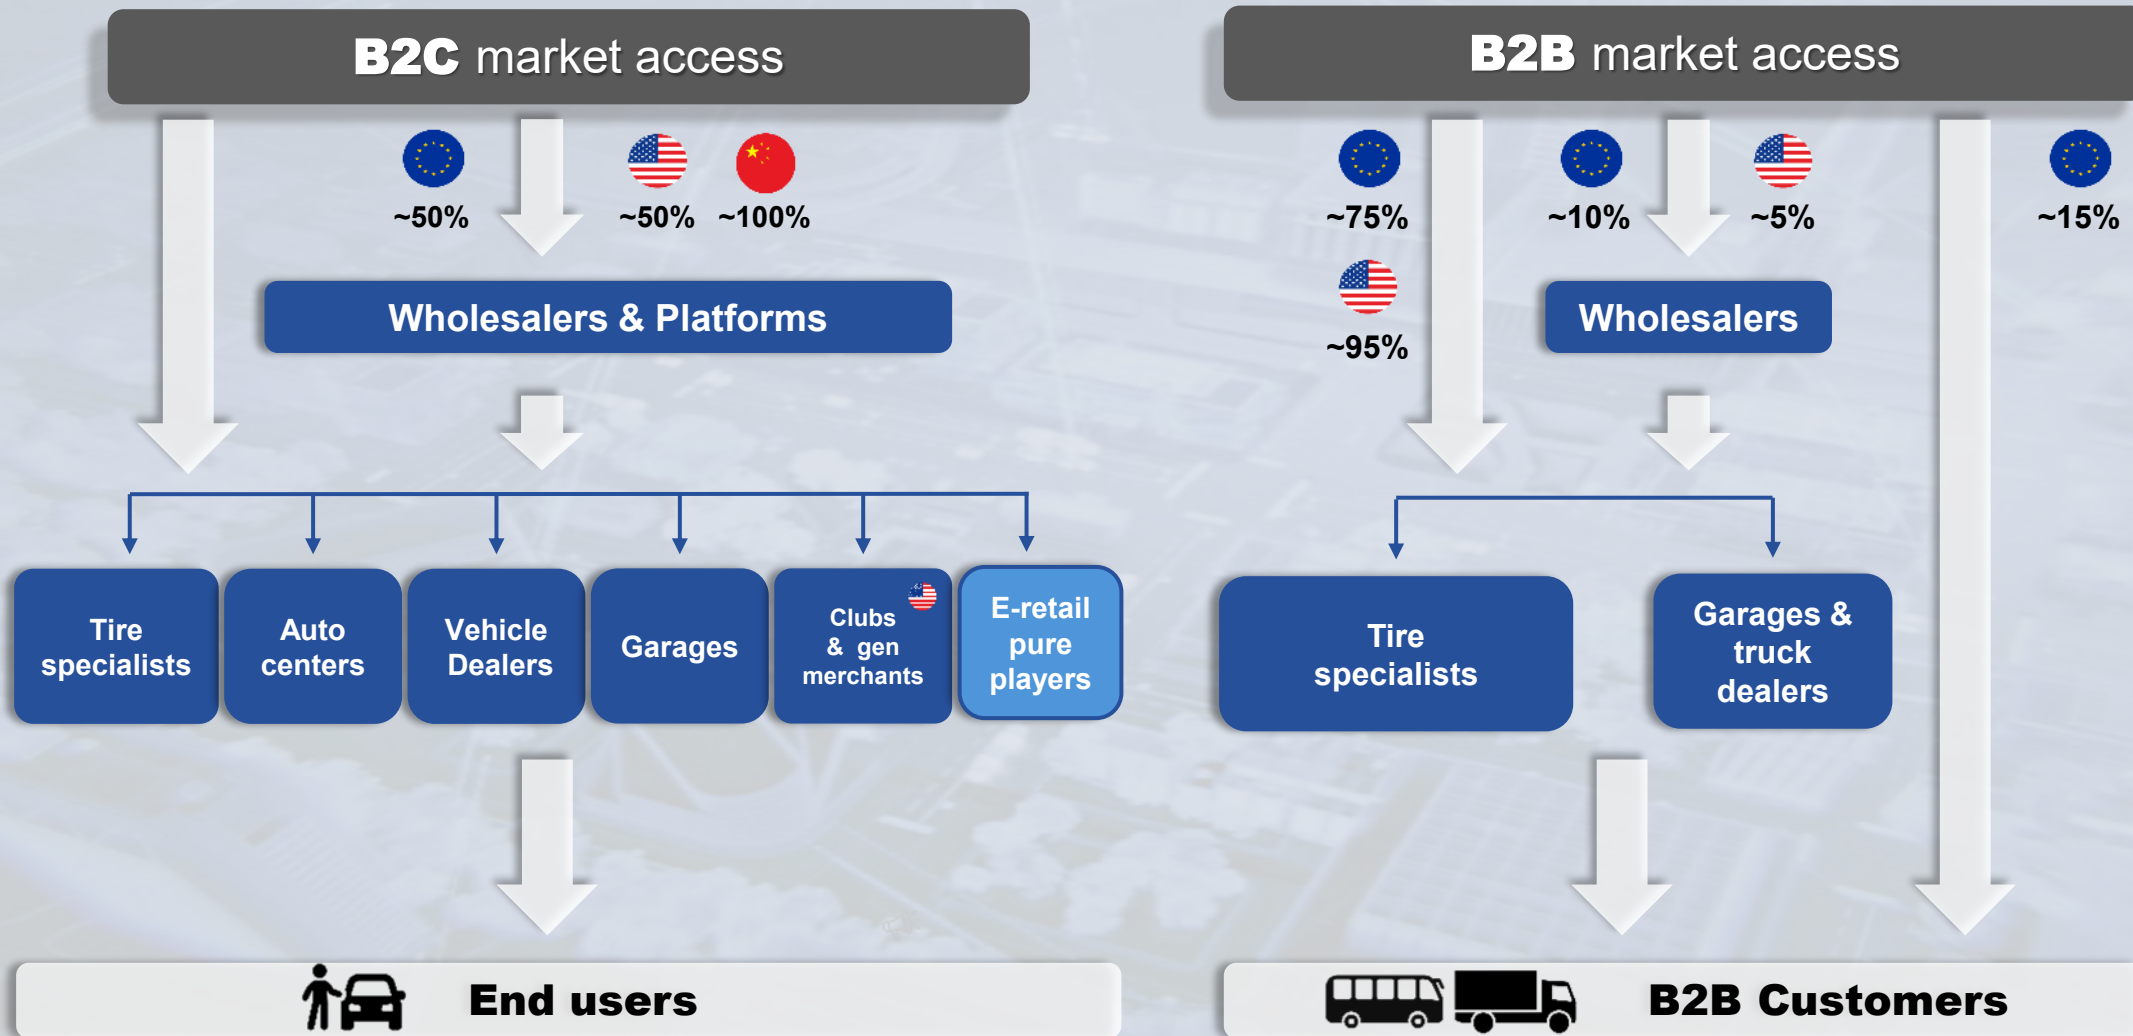 B2C market access
~50%
~50%
~100%
Wholesalers & Platforms
Tire
specialists
Auto
centers
Vehicle
Dealers
Garages
Clubs
& gen
merchants
E-retail
pure
players
End users
B2B market access
~75%
~10%
~5%
~15%
~95%
Wholesalers
Tire
specialists
Garages &
truck
dealers
B2B Customers